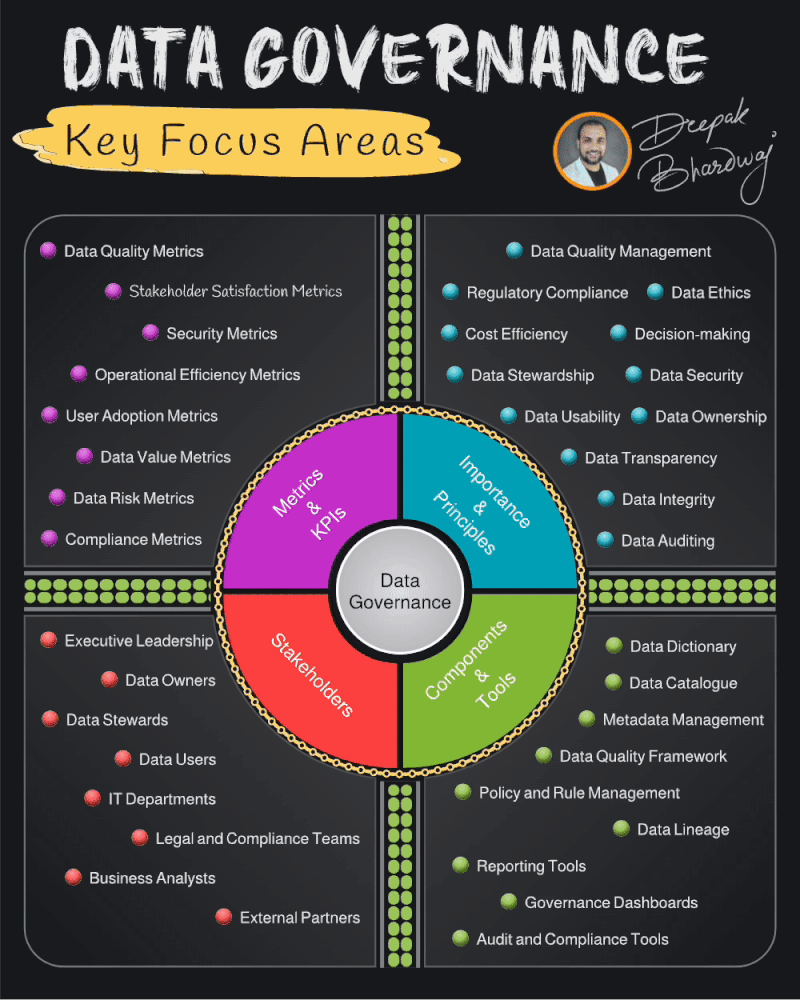 DATA GOVERNANCE
Key Focus Areas
Deepak
Bhardwaj
Data Quality Metrics
Stakeholder Satisfaction Metrics
Security Metrics
Operational Efficiency Metrics
User Adoption Metrics
Data Value Metrics
Data Risk Metrics
Compliance Metrics
Data Quality Management
Regulatory Compliance Data Ethics
Cost Efficiency Decision-making
Data Stewardship Data Security
Data Usability Data Ownership
Data Transparency
Data Integrity
Data Auditing
Metrics
&
KPIs
Importance
&
Principles
Data
Governance
Stakeholders
Components
&
Tools
Executive Leadership
Data Owners
Data Stewards
Data Users
IT Departments
Legal and Compliance Teams
Business Analysts
External Partners
Data Dictionary
Data Catalogue
Metadata Management
Data Quality Framework
Policy and Rule Management
Data Lineage
Reporting Tools
Governance Dashboards
Audit and Compliance Tools